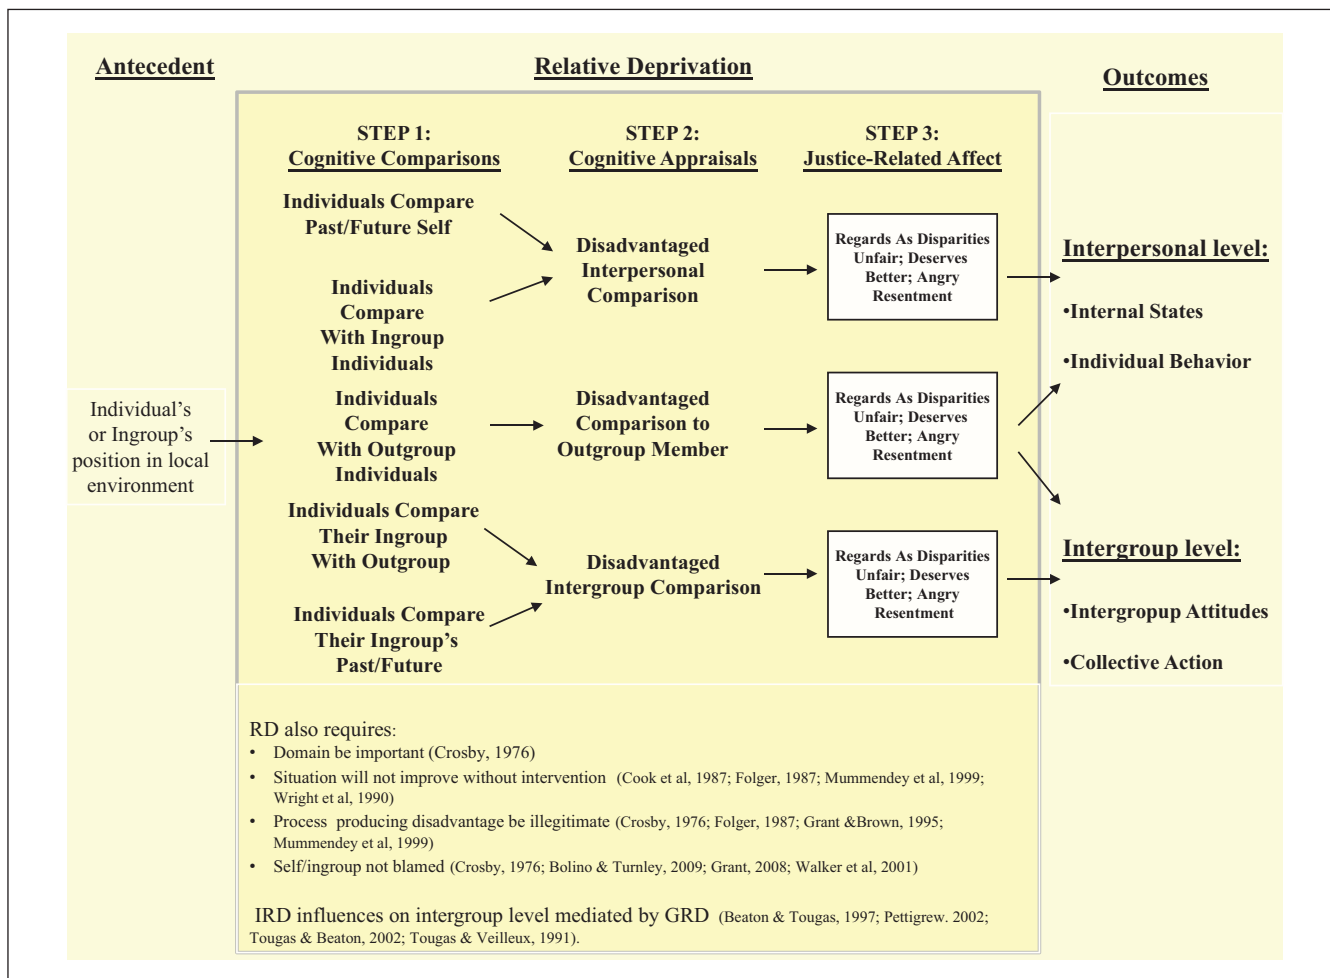 Antecedent
Relative Deprivation
Outcomes
STEP 1:
Cognitive Comparisons
STEP 2:
Cognitive Appraisals
STEP 3:
Justice-Related Affect
Individual's
or Ingroup's
position in local
environment
Individuals Compare
Past/Future Self
Individuals
Compare
With Ingroup
Individuals
Individuals
Compare
With Outgroup
Individuals
Individuals Compare
Their Ingroup
With Outgroup
Individuals Compare
Their Ingroup's
Past/Future
Disadvantaged
Interpersonal
Comparison
Disadvantaged
Comparison to
Outgroup Member
Disadvantaged
Intergroup Comparison
Regards As Disparities
Unfair; Deserves
Better; Angry
Resentment
Regards As Disparities
Unfair; Deserves
Better; Angry
Resentment
Regards As Disparities
Unfair; Deserves
Better; Angry
Resentment
Interpersonal level:
•Internal States
•Individual Behavior
Intergroup level:
•Intergropup Attitudes
•Collective Action
RD also requires:
• Domain be important (Crosby, 1976)
• Situation will not improve without intervention (Cook et al, 1987; Folger, 1987; Mummendey et al, 1999;
Wright et al, 1990)
• Process producing disadvantage be illegitimate (Crosby, 1976; Folger, 1987; Grant &Brown, 1995;
Mummendey et al, 1999)
• Self/ingroup not blamed (Crosby, 1976; Bolino & Turnley, 2009; Grant, 2008; Walker et al, 2001)
IRD influences on intergroup level mediated by GRD (Beaton & Tougas, 1997; Pettigrew. 2002;
Tougas & Beaton, 2002; Tougas & Veilleux, 1991).